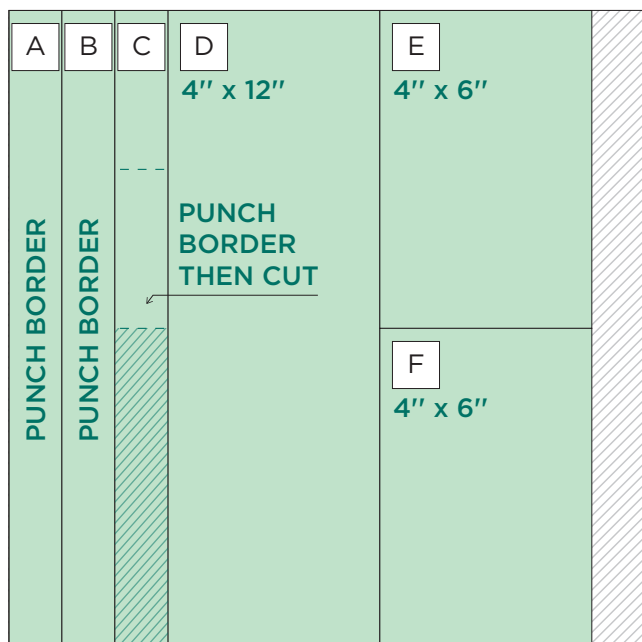 A
B
C
D
4″ x 12″
E
4″ x 6″
PUNCH BORDER
PUNCH BORDER
PUNCH
BORDER
THEN CUT
F
4″ x 6″